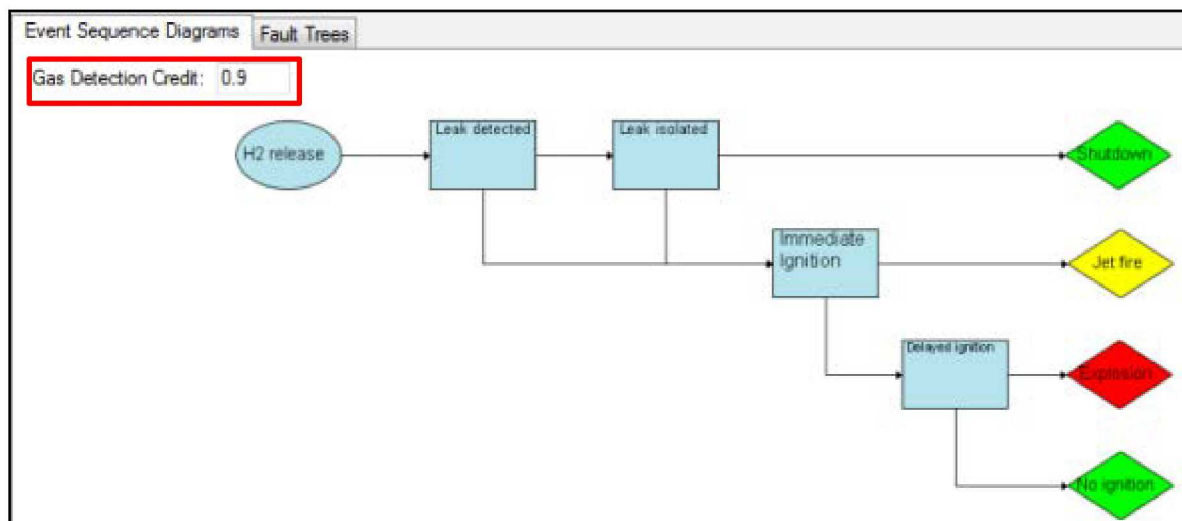 Event Sequence Diagrams
Fault Trees
Gas Detection Credit: 0.9
H2 release
Leak detected
Leak isolated
Shutdown
Immediate
Ignition
Jet fire
Delayed ignition
Explosion
No ignition